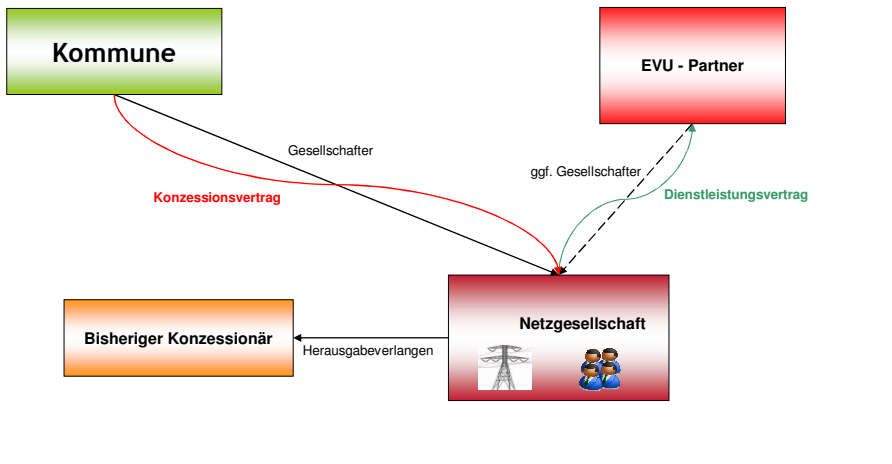 Kommune
EVU - Partner
Gesellschafter
ggf. Gesellschafter
Konzessionsvertrag
Dienstleistungsvertrag
Netzgesellschaft
Bisheriger Konzessionär
Herausgabeverlangen